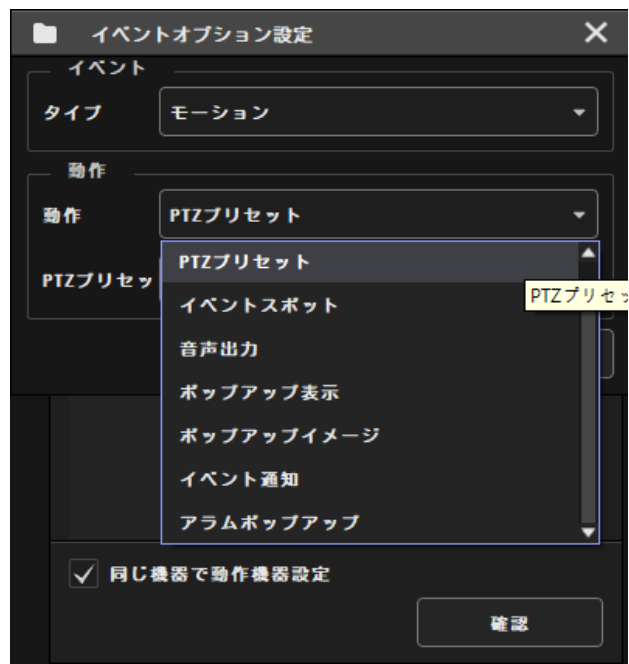 イベントオプション設定
イベント
タイプ モーション
動作
動作 PTZプリセット
PTZプリセッ
PTZプリセット
PTZプリセッ
イベントスポット
音声出力
ポップアップ表示
ポップアップイメージ
イベント通知
アラムポップアップ
同じ機器で動作機器設定
確認